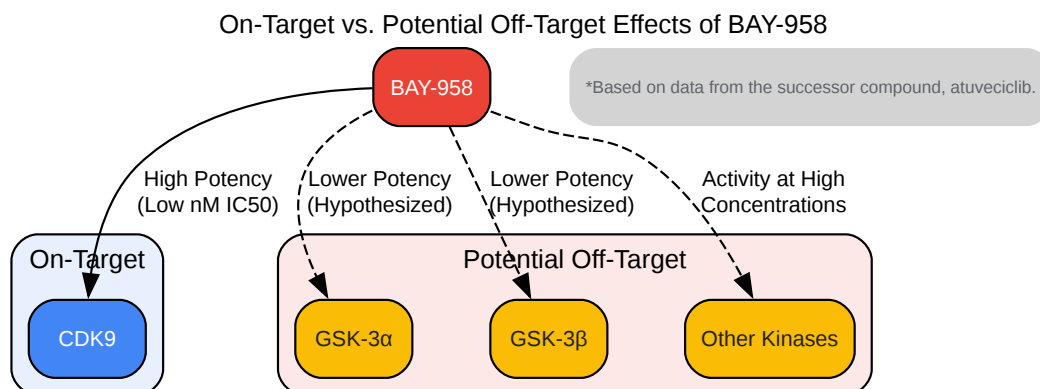 On-Target vs. Potential Off-Target Effects of BAY-958
BAY-958
*Based on data from the successor compound, atuveciclib.
High Potency
(Low nM IC50)
Lower Potency
(Hypothesized)
Lower Potency
(Hypothesized)
Activity at High
Concentrations
On-Target
Potential Off-Target
CDK9
GSK-3α
GSK-3β
Other Kinases